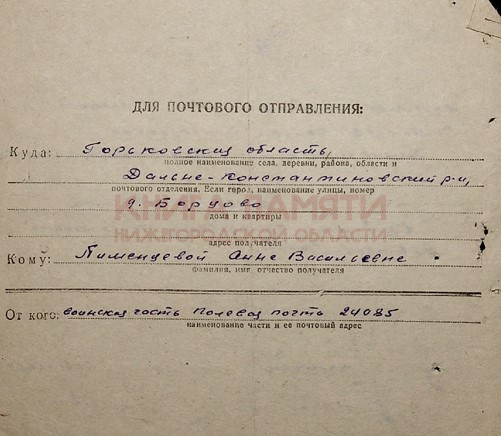 ДЛЯ ПОЧТОВОГО ОТПРАВЛЕНИЯ:
Куда: Горьковская область,
полное наименование села, деревни, района, области и
Дальне-Константиновский р-н,
почтового отделения. Если город, наименование улицы, номер
д. Борцово
КНИГА ПАМЯТИ
дома и квартиры
НИЖЕГОРОДСКОЙ ОБЛАСТИ
адрес получателя
Кому: Пименцевой Анне Васильевне
фамилия, имя, отчество получателя
От кого: воинская часть Полевая почта 24085
наименование части и ее почтовый адрес